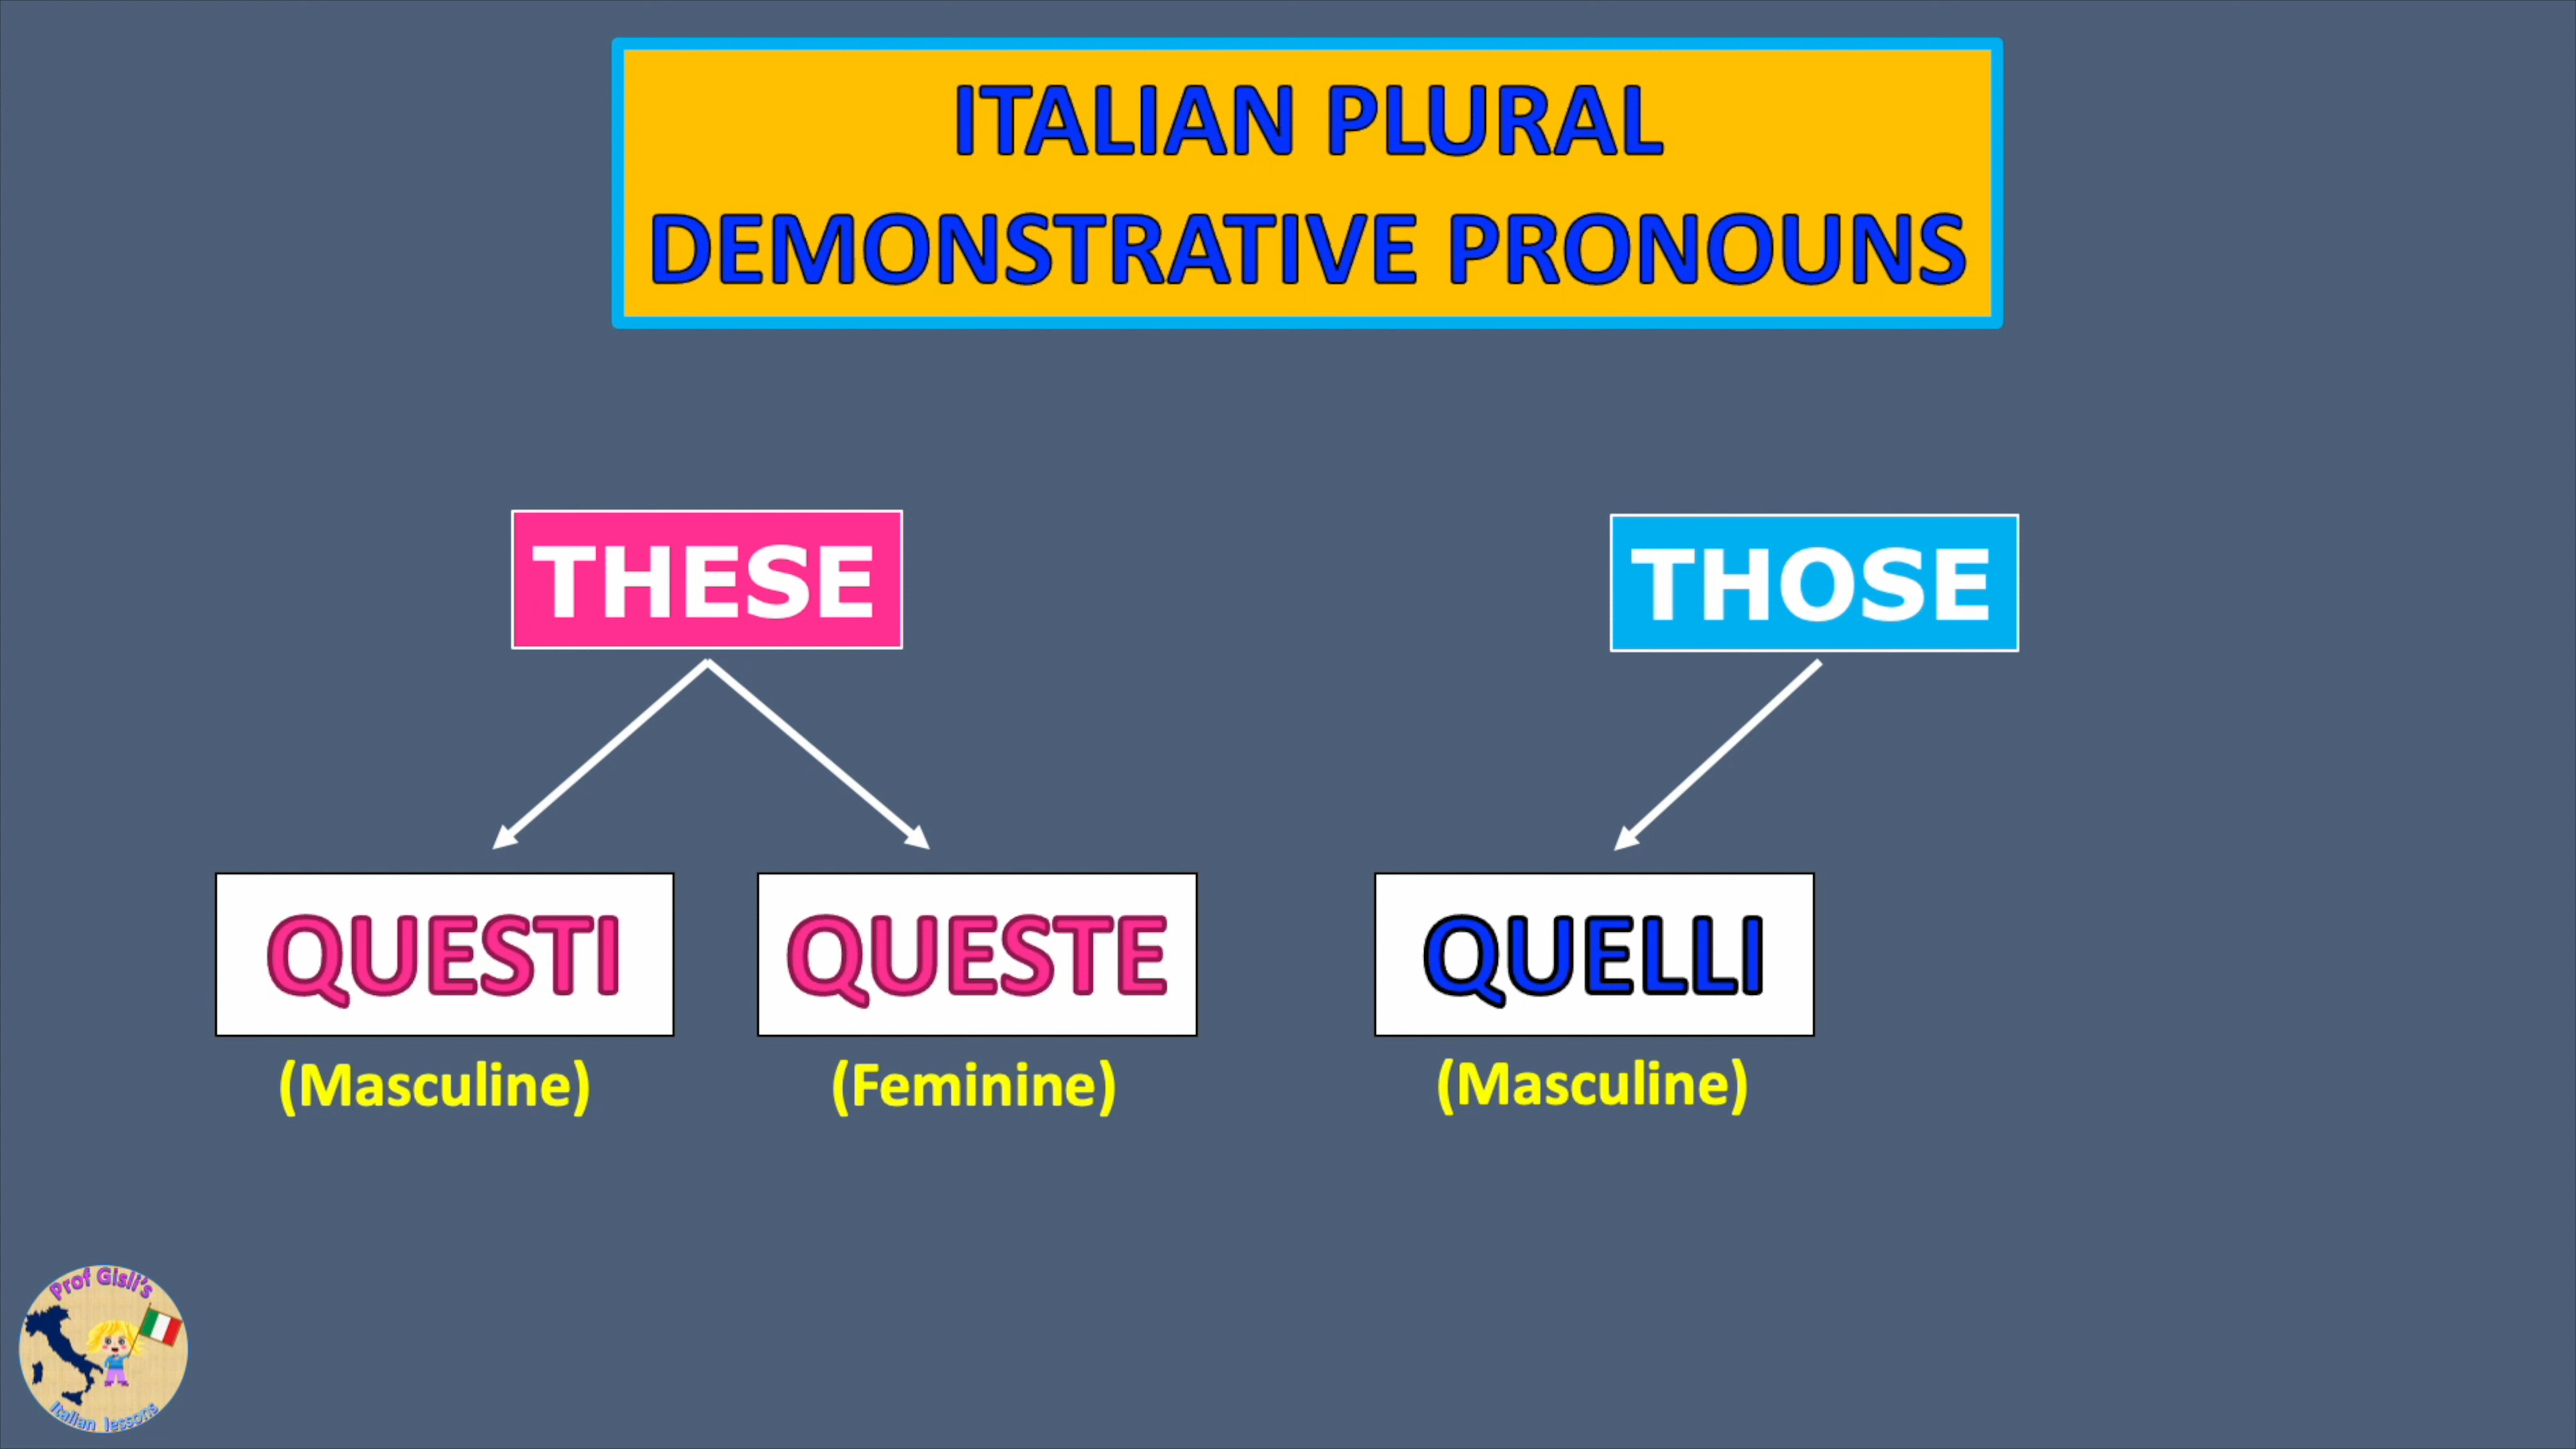 ITALIAN PLURAL
DEMONSTRATIVE PRONOUNS
THESE
THOSE
QUESTI
QUESTE
QUELLI
(Masculine)
(Feminine)
(Masculine)
Prof Gisli's
Italian lessons